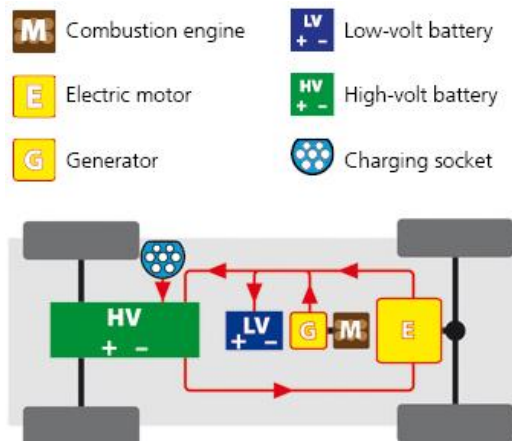 M Combustion engine
LV Low-volt battery
+ -
E Electric motor
HV High-volt battery
+ -
G Generator
Charging socket
HV
+ -
LV
+ -
G
M
E